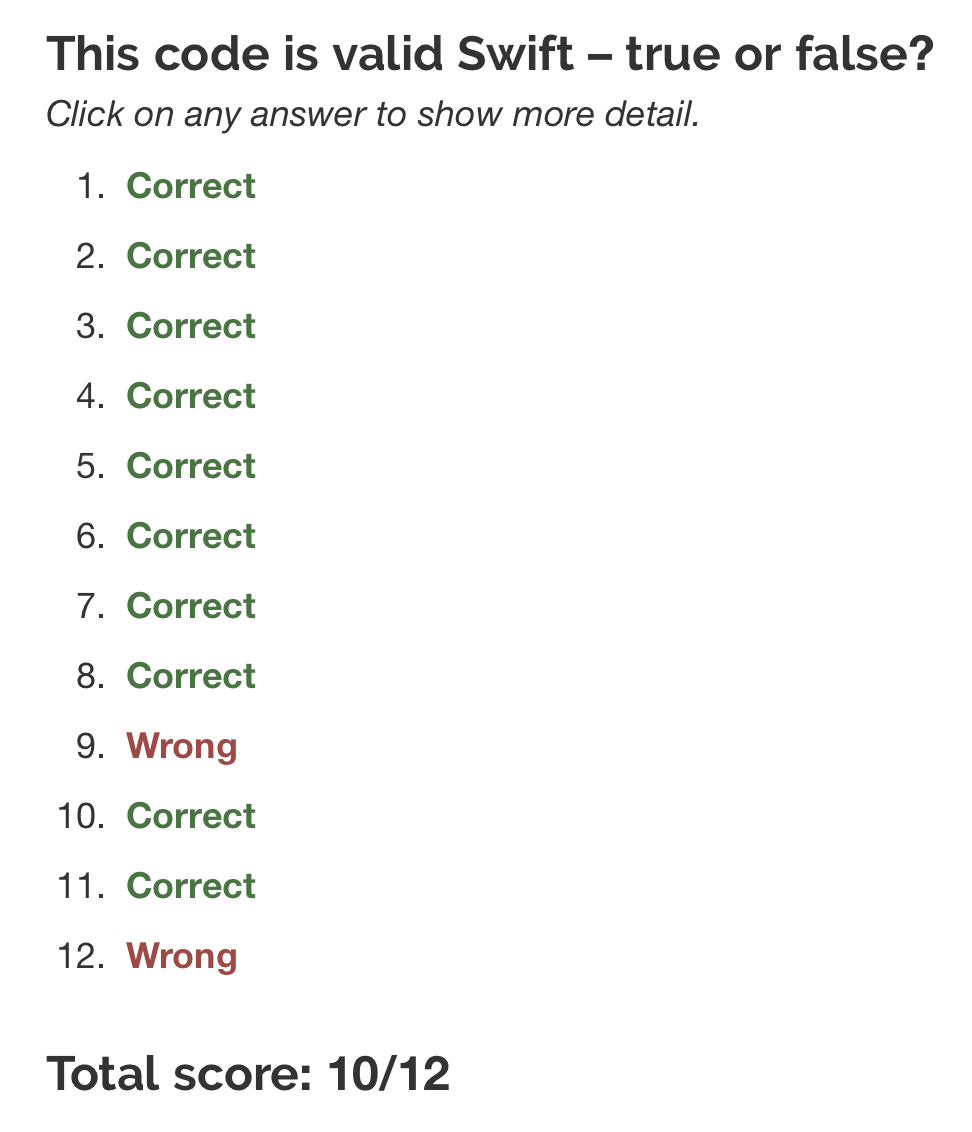 This code is valid Swift – true or false?
Click on any answer to show more detail.
1. Correct
2. Correct
3. Correct
4. Correct
5. Correct
6. Correct
7. Correct
8. Correct
9. Wrong
10. Correct
11. Correct
12. Wrong
Total score: 10/12